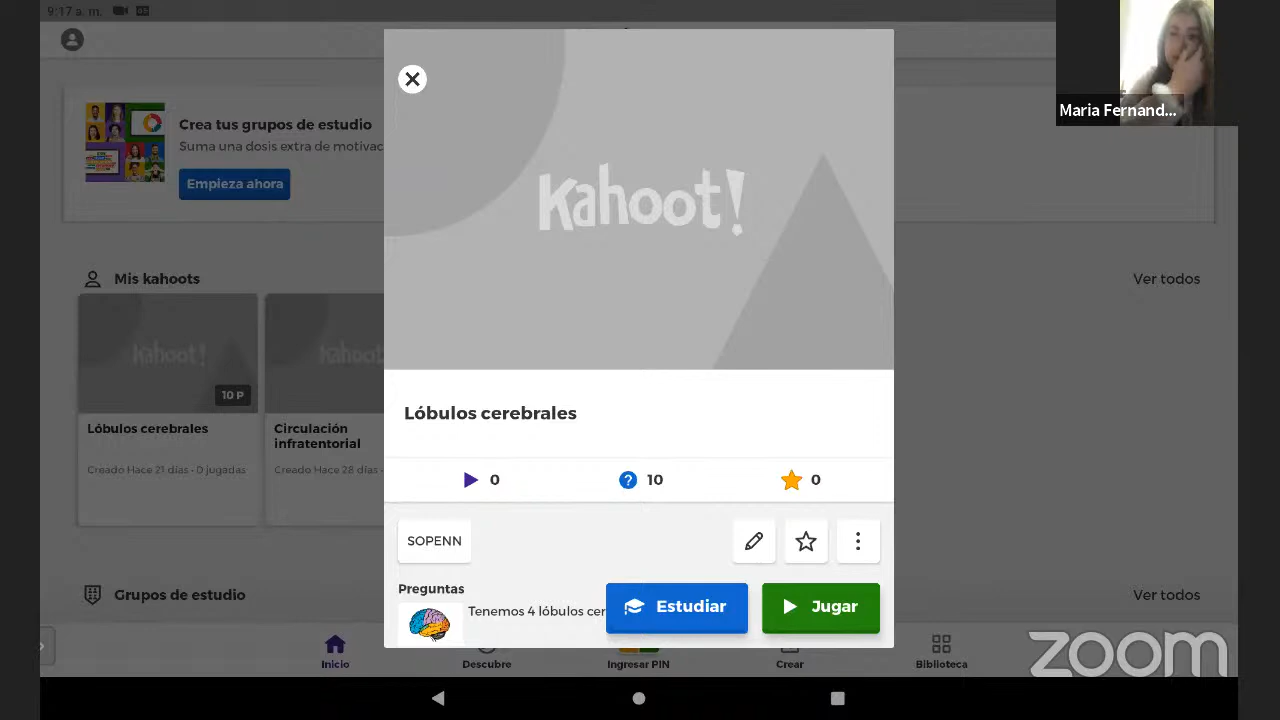 9:17 a. m.
Maria Fernand...
Crea tus grupos de estudio
Suma una dosis extra de motivac
Empieza ahora
Kahoot!
Mis kahoots
Ver todos
Kahoot!
10 P
Lóbulos cerebrales
Creado Hace 21 días · 0 jugadas
kahoot
Circulación
infratentorial
Creado Hace 28 días ·
Lóbulos cerebrales
0
10
0
SOPENN
Preguntas
Tenemos 4 lóbulos cer
Estudiar
Jugar
Grupos de estudio
Ver todos
Inicio
Descubre
Ingresar PIN
Crear
Biblioteca
zoom